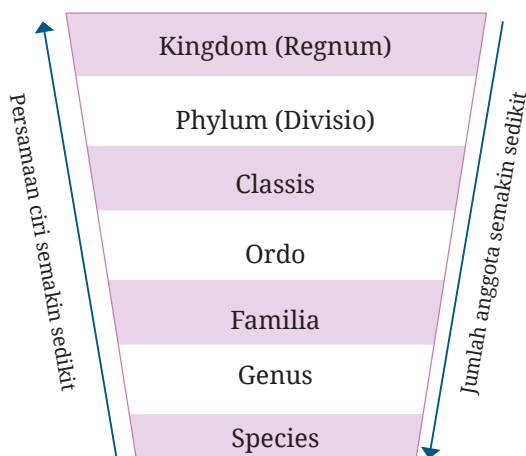 Kingdom (Regnum)
Phylum (Divisio)
Classis
Ordo
Familia
Genus
Species
Persamaan ciri semakin sedikit
Jumlah anggota semakin sedikit